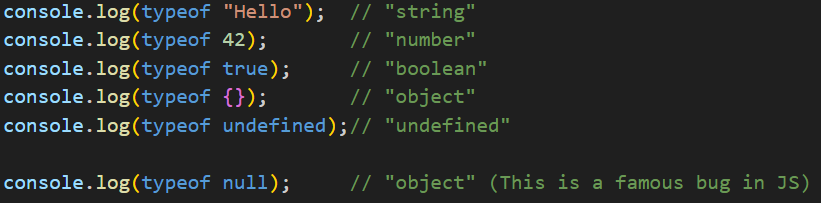 console.log(typeof "Hello");  // "string"
console.log(typeof 42);       // "number"
console.log(typeof true);     // "boolean"
console.log(typeof {});       // "object"
console.log(typeof undefined);// "undefined"

console.log(typeof null);     // "object" (This is a famous bug in JS)